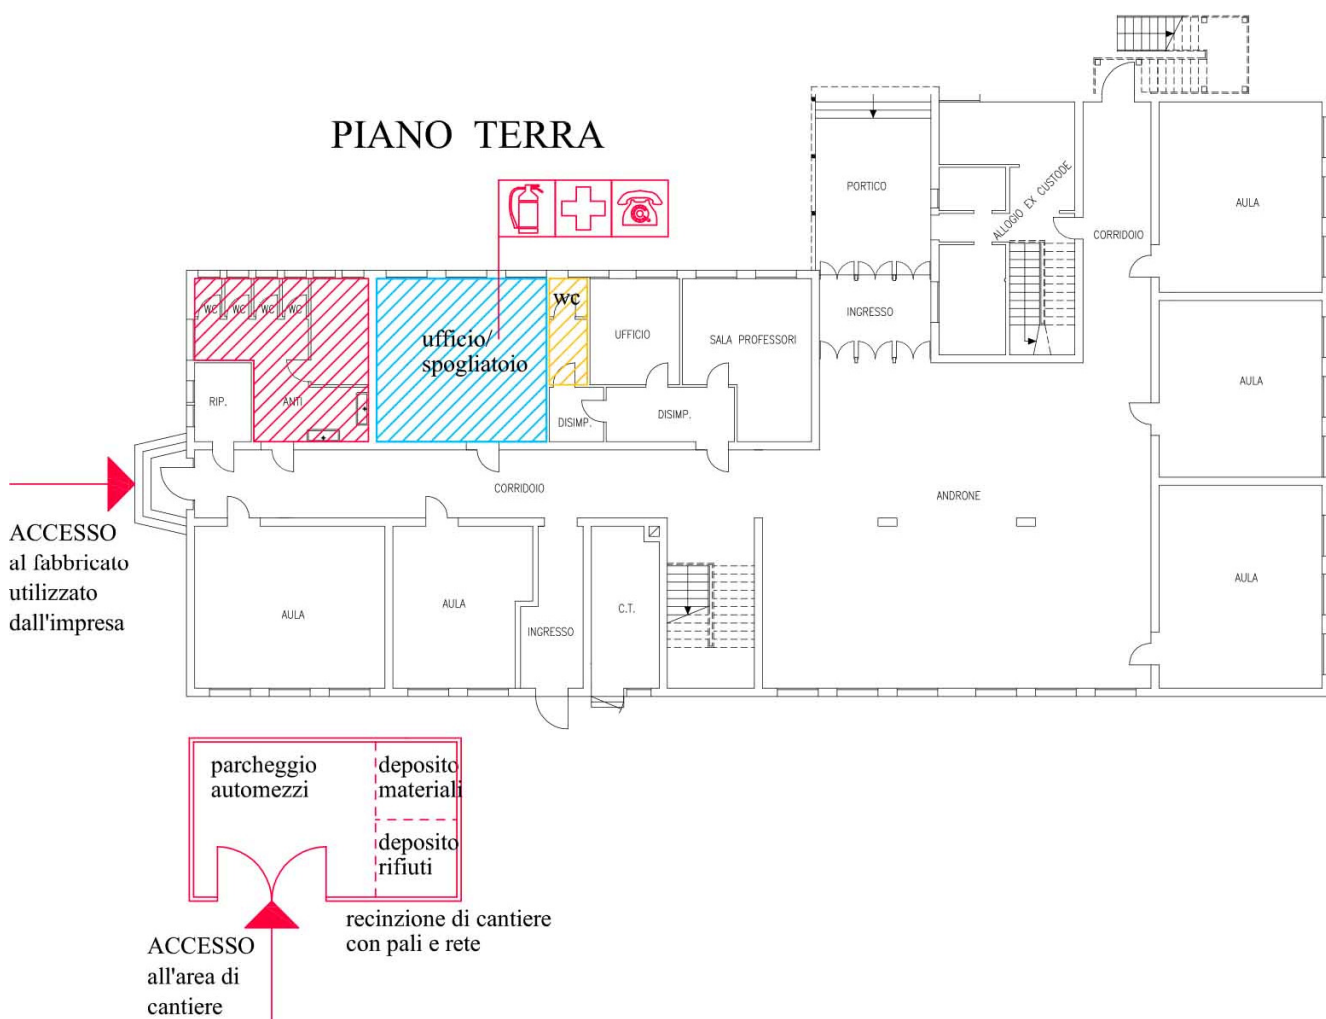 PIANO TERRA
PORTICO
ALLOGIO EX CUSTODE
CORRIDOIO
AULA
WC
WC
WC
WC
wc
ufficio/
spogliatoio
UFFICIO
SALA PROFESSORI
INGRESSO
RIP.
ANTI
DISIMP.
DISIMP.
AULA
CORRIDOIO
ANDRONE
ACCESSO
al fabbricato
utilizzato
dall'impresa
AULA
AULA
INGRESSO
C.T.
AULA
parcheggio
automezzi
deposito
materiali
deposito
rifiuti
recinzione di cantiere
con pali e rete
ACCESSO
all'area di
cantiere